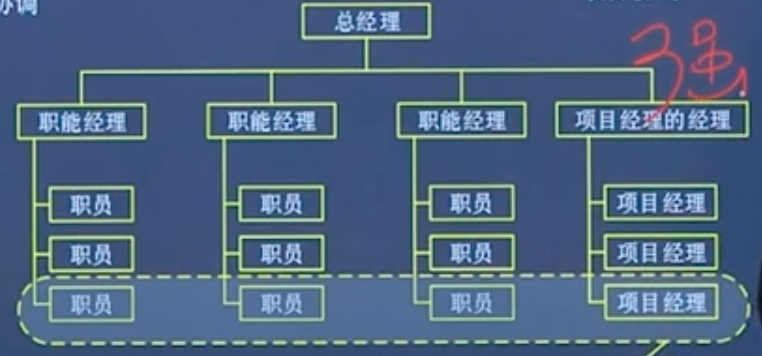 协调
总经理
强
职能经理 职能经理 职能经理 项目经理的经理
职员 职员 职员 项目经理
职员 职员 职员 项目经理
职员 职员 职员 项目经理